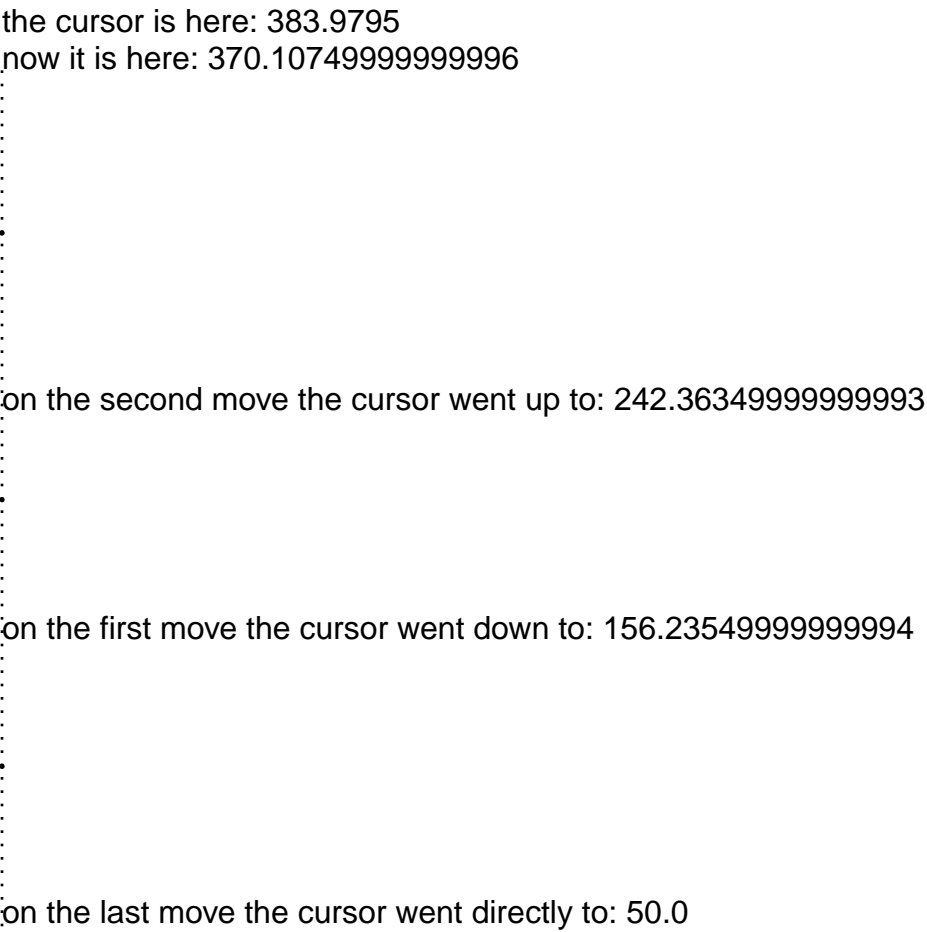 the cursor is here: 383.9795
now it is here: 370.10749999999996
on the second move the cursor went up to: 242.36349999999993
on the first move the cursor went down to: 156.23549999999994
on the last move the cursor went directly to: 50.0